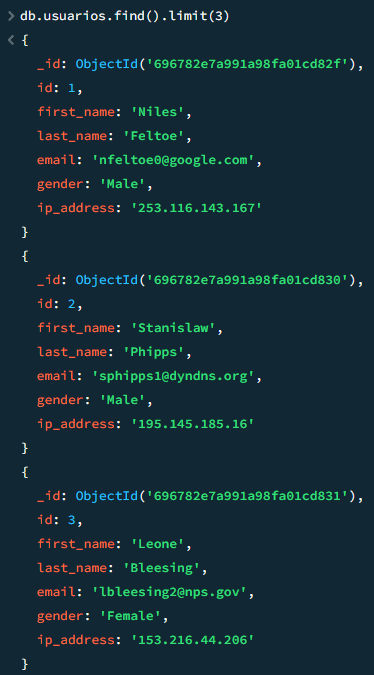 > db.usuarios.find().limit(3)
< {
_id: ObjectId('696782e7a991a98fa01cd82f'),
id: 1,
first_name: 'Niles',
last_name: 'Feltoe',
email: 'nfeltoe0@google.com',
gender: 'Male',
ip_address: '253.116.143.167'
}
{
_id: ObjectId('696782e7a991a98fa01cd830'),
id: 2,
first_name: 'Stanislaw',
last_name: 'Phipps',
email: 'sphipps1@dyndns.org',
gender: 'Male',
ip_address: '195.145.185.16'
}
{
_id: ObjectId('696782e7a991a98fa01cd831'),
id: 3,
first_name: 'Leone',
last_name: 'Bleesing',
email: 'lbleesing2@nps.gov',
gender: 'Female',
ip_address: '153.216.44.206'
}